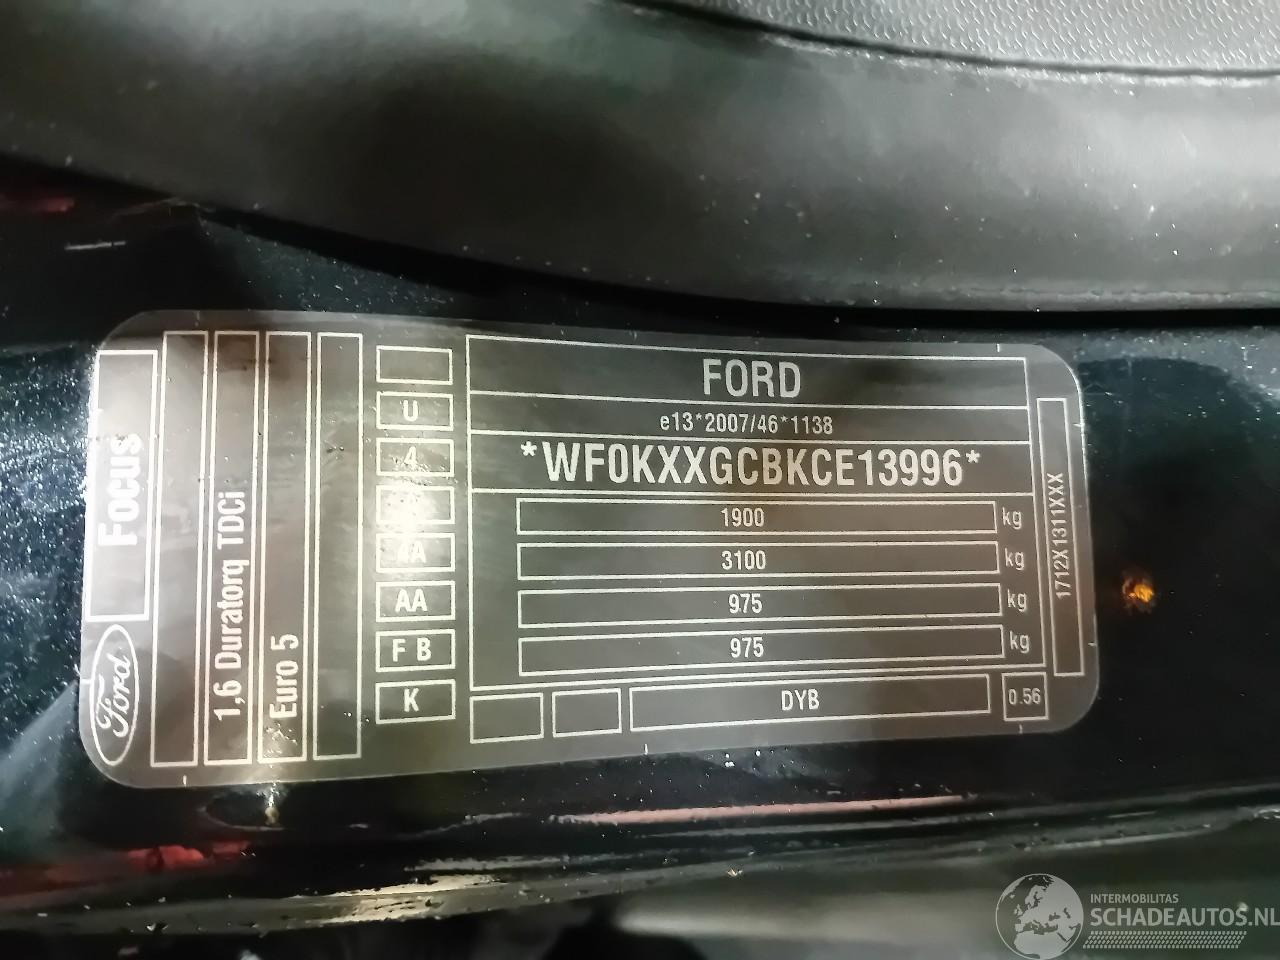 FORD
e13*2007/46*1138
*WF0KXXGCBKCE13996*
1900 kg
3100 kg
975 kg
975 kg
DYB
0.56
1712X1311XXX
U
4
4A
AA
F B
K
Focus
Ford
1,6 Duratorq TDCi
Euro 5
INTERMOBILITAS
SCHADEAUTOS.NL